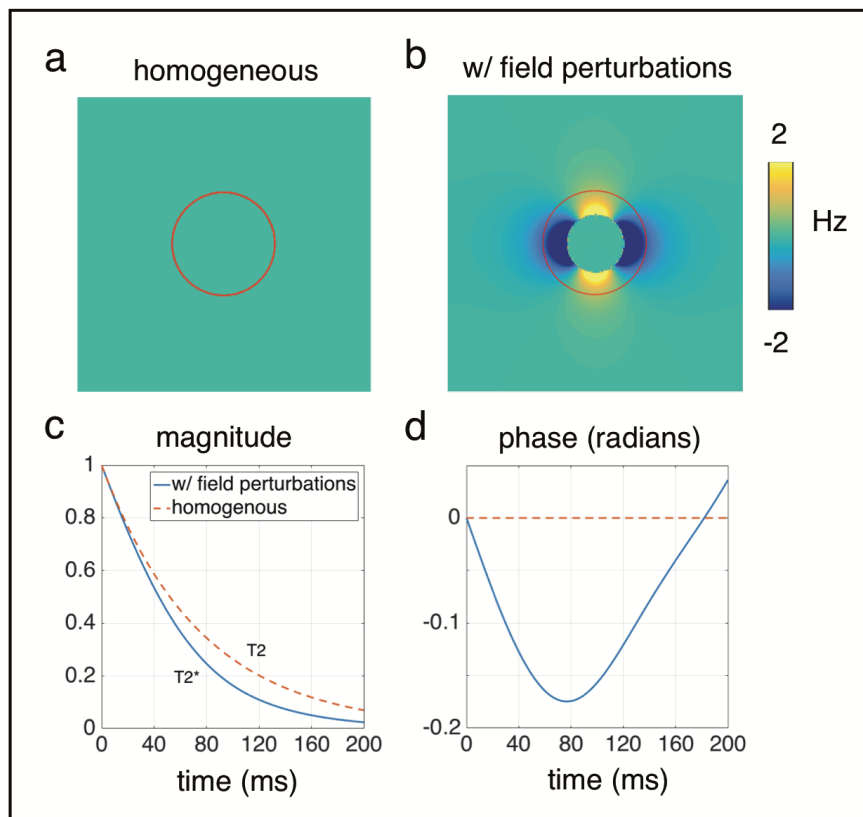 a
homogeneous
b
w/ field perturbations
2
Hz
-2
c
magnitude
1
0.8
0.6
0.4
0.2
0
w/ field perturbations
homogenous
T2
T2*
0 40 80 120 160 200
time (ms)
d
phase (radians)
0
-0.1
-0.2
0 40 80 120 160 200
time (ms)